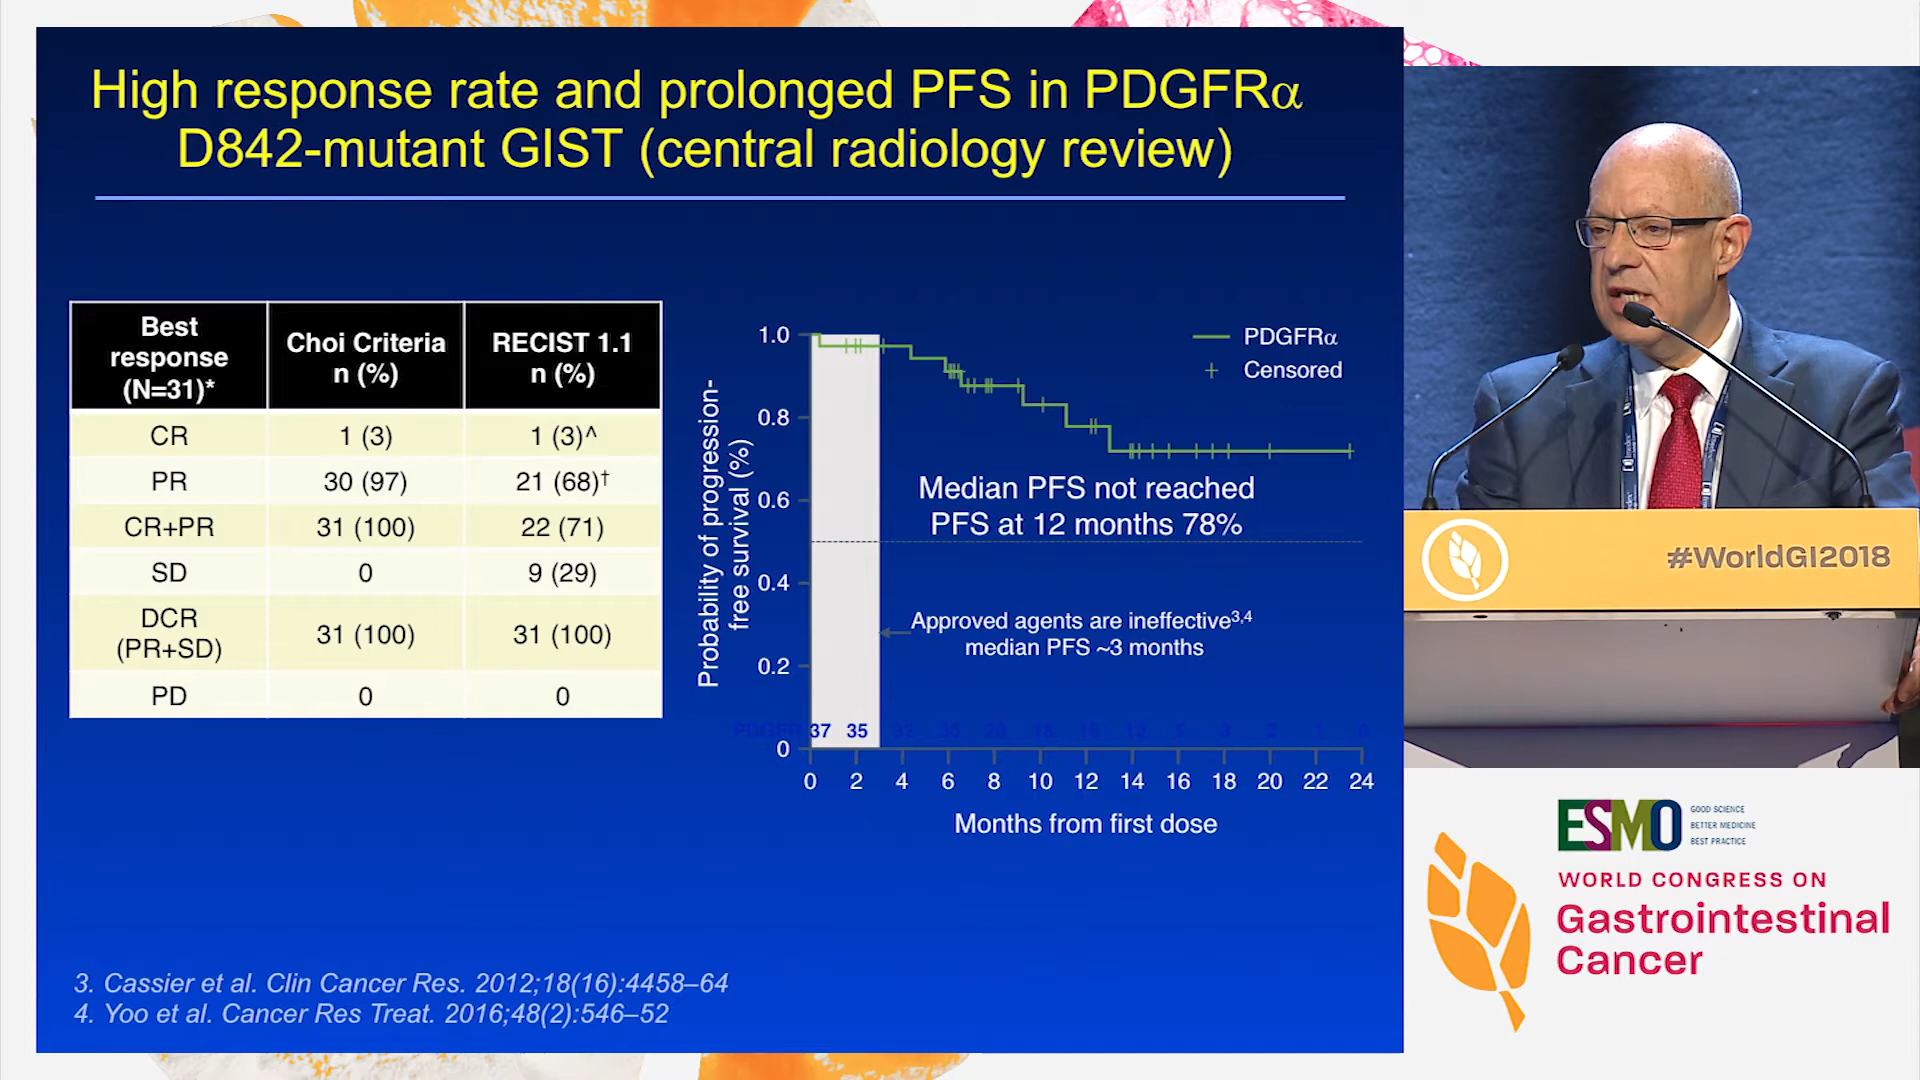 High response rate and prolonged PFS in PDGFRα
D842-mutant GIST (central radiology review)
Best
response
(N=31)*
Choi Criteria
n (%)
RECIST 1.1
n (%)
CR 1 (3) 1 (3)^
PR 30 (97) 21 (68)†
CR+PR 31 (100) 22 (71)
SD 0 9 (29)
DCR
(PR+SD) 31 (100) 31 (100)
PD 0 0
Probability of progression-
free survival (%)
1.0
0.8
0.6
0.4
0.2
0
PDGFRα
Censored
Median PFS not reached
PFS at 12 months 78%
Approved agents are ineffective3,4
median PFS ~3 months
37 35
0 2 4 6 8 10 12 14 16 18 20 22 24
Months from first dose
3. Cassier et al. Clin Cancer Res. 2012;18(16):4458–64
4. Yoo et al. Cancer Res Treat. 2016;48(2):546–52
#WorldGI2018
ESMO
GOOD SCIENCE
BETTER MEDICINE
BEST PRACTICE
WORLD CONGRESS ON
Gastrointestinal
Cancer